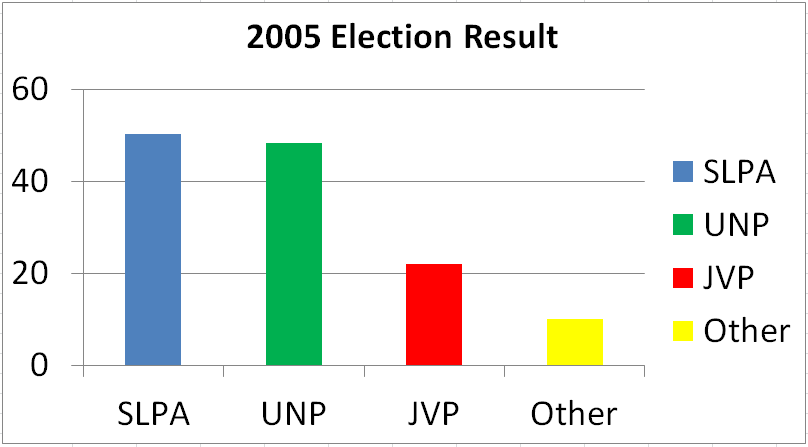 2005 Election Result
60
40
20
0
SLPA UNP JVP Other
SLPA
UNP
JVP
Other